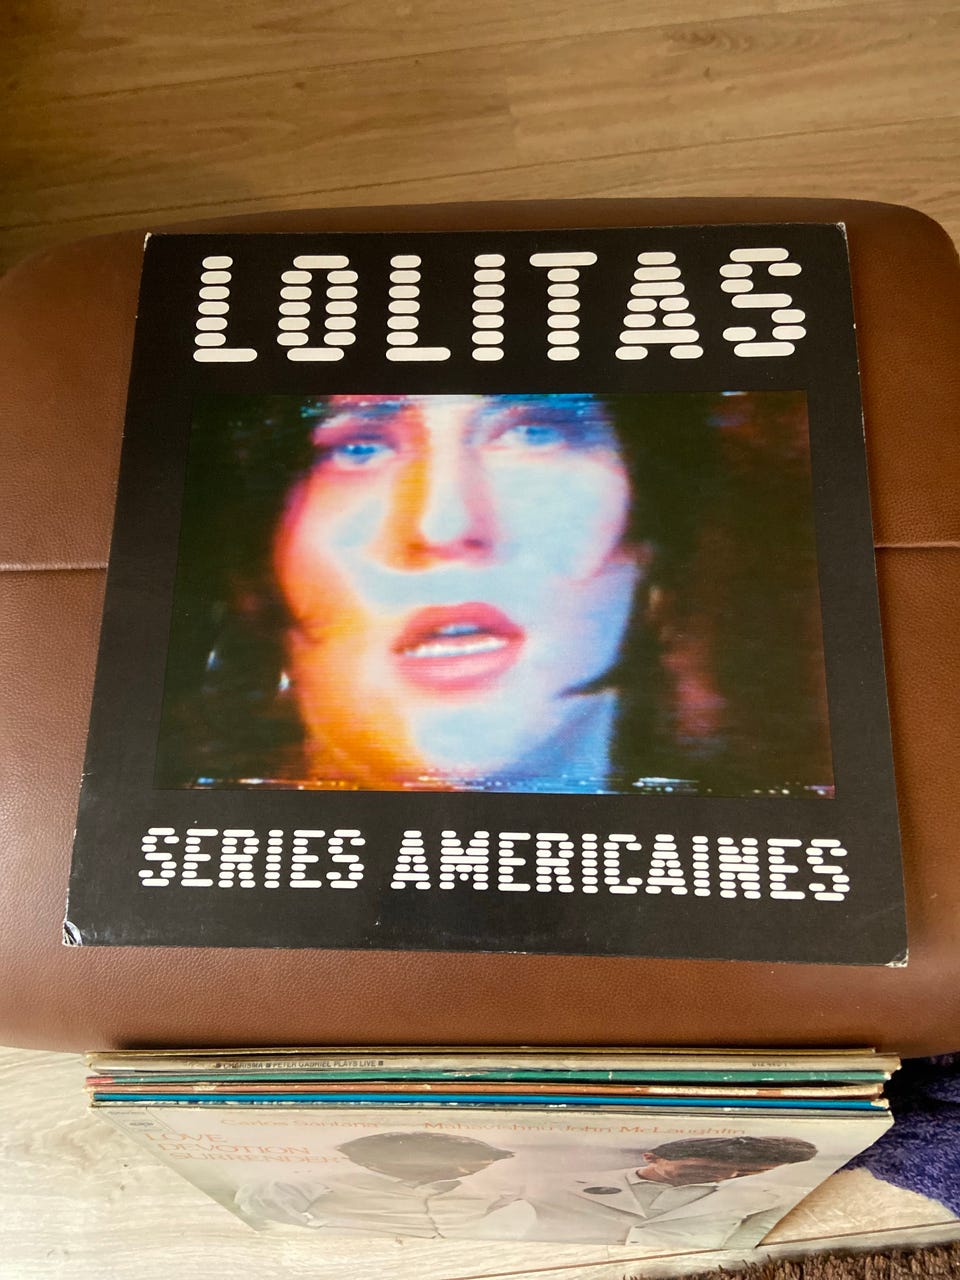 LOLITAS
SERIES AMERICAINES
CHARISMA PETER GABRIEL PLAYS LIVE
Carlos Santana Mahavishnu John McLaughlin
LOVE
DEVOTION
SURRENDER